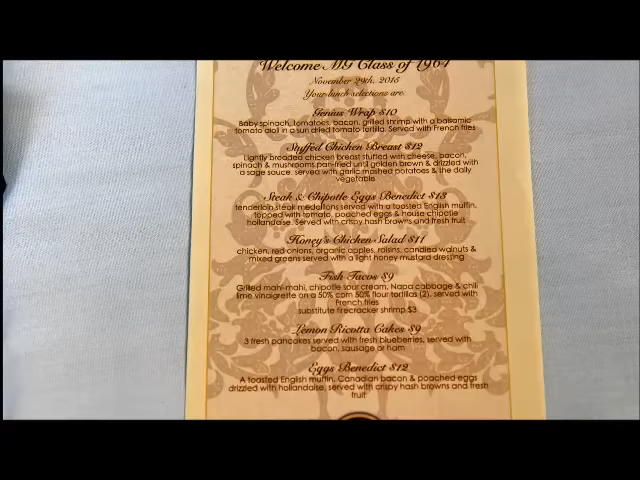 Welcome MG Class of 1964
November 29th, 2015
Your lunch selections are
Genius Wrap $10
Baby spinach, tomatoes, bacon, grilled shrimp with a balsamic
tomato aioli in a sun dried tomato tortilla. Served with French fries
Stuffed Chicken Breast $12
Lightly breaded chicken breast stuffed with cheese, bacon,
spinach & mushrooms pan-fried until golden brown & drizzled with
a sage sauce. served with garlic mashed potatoes & the daily
vegetable
Steak & Chipotle Eggs Benedict $13
tenderloin steak medallions served with a toasted English muffin,
topped with tomato, poached eggs & house chipotle
hollandaise. Served with crispy hash browns and fresh fruit
Honey's Chicken Salad $11
chicken, red onions, organic apples, raisins, candied walnuts &
mixed greens served with a light honey mustard dressing
Fish Tacos $9
Grilled mahi-mahi, chipotle sour cream, Napa cabbage & chili
lime vinaigrette on a 50% corn 50% flour tortillas (2), served with
French fries
substitute firecracker shrimp $3
Lemon Ricotta Cakes $9
3 fresh pancakes served with fresh blueberries, served with
bacon, sausage or ham
Eggs Benedict $12
A toasted English muffin, Canadian bacon & poached eggs
drizzled with hollandaise, served with crispy hash browns and fresh
fruit